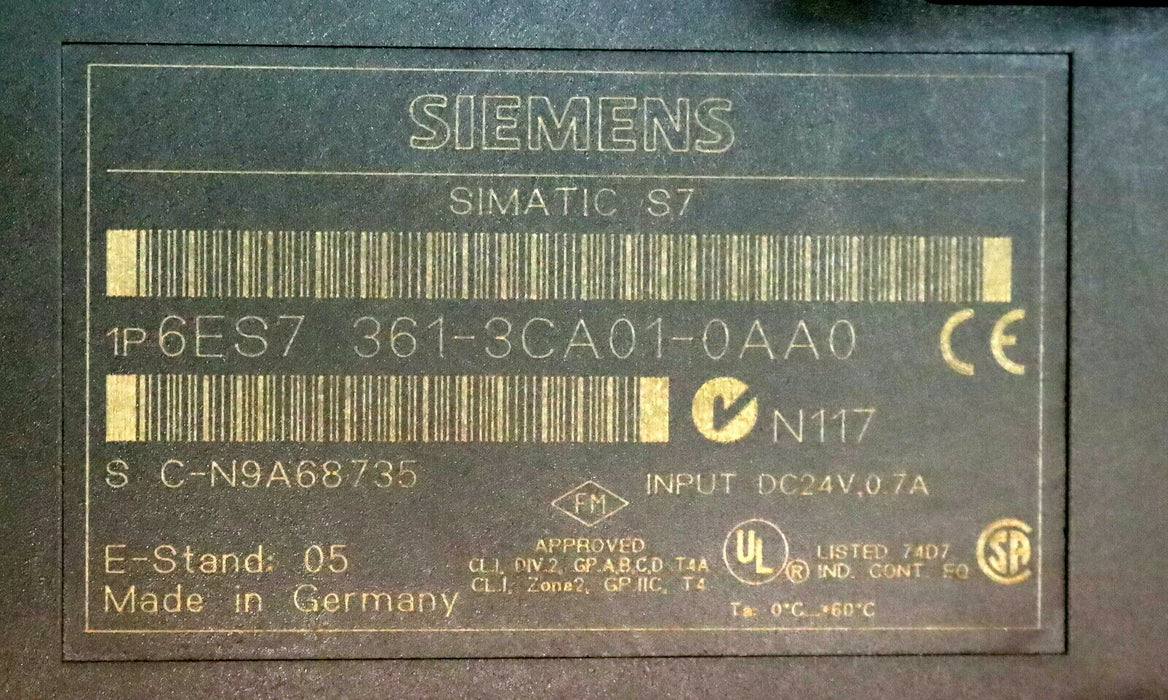 SIEMENS
SIMATIC S7
1P 6ES7 361-3CA01-0AA0
CE
N117
S C-N9A68735
INPUT DC24V,0.7A
FM
APPROVED
CL.I, DIV.2, GP.A,B,C,D T4A
CL.I, Zone2, GP.IIC, T4
UL ®
LISTED 74D7
IND. CONT. EQ
SA
E-Stand: 05
Made in Germany
Ta: 0°C...+60°C